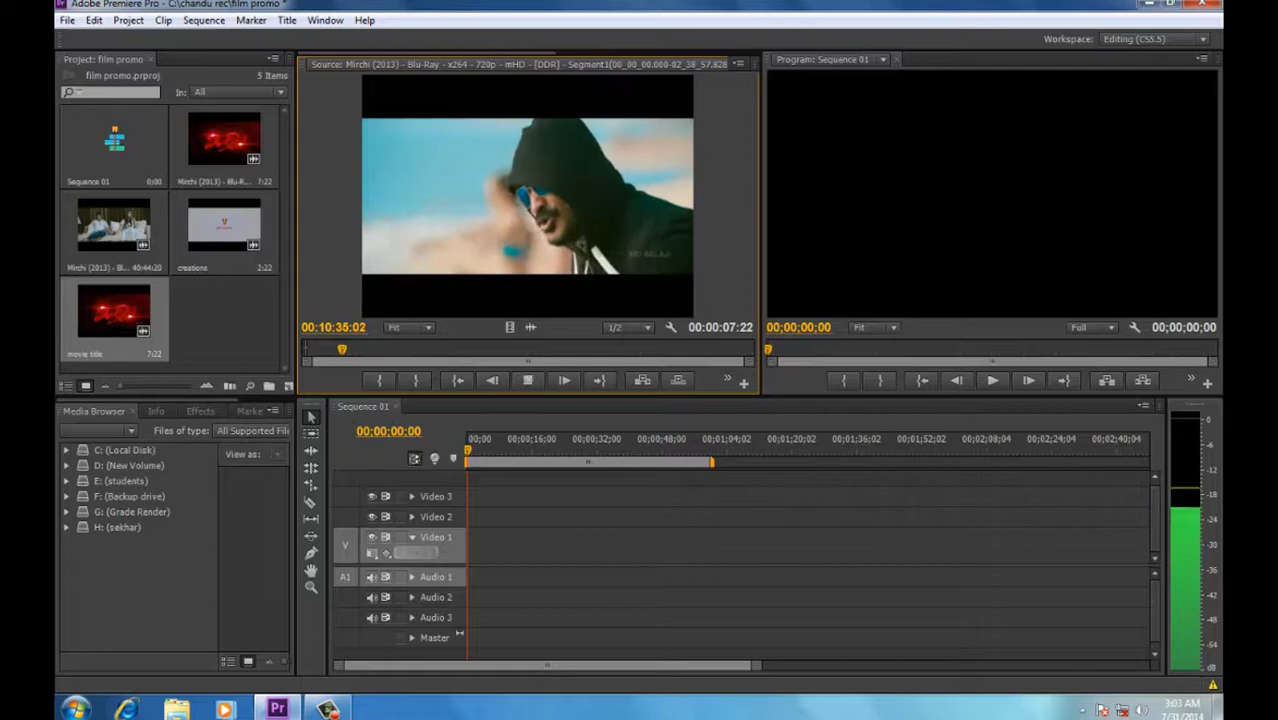 Adobe Premiere Pro - C:\chandu rec\film promo *
File Edit Project Clip Sequence Marker Title Window Help
Workspace: Editing (CS5.5)
Project: film promo
film promo.prproj 5 Items
In: All
Sequence 01 0:00
Mirchi (2013) - Blu-R... 7:22
Mirchi (2013) - Bl... 40:44:20
creations 2:22
movie title 7:22
Source: Mirchi (2013) - Blu-Ray - x264 - 720p - mHD - [DDR] - Segment1(00_00_00.000-02_38_57.828
SRI BALAJI
00:10:35:02 Fit 1/2 00:00:07:22
Program: Sequence 01
00;00;00;00 Fit Full 00;00;00;00
Media Browser Info Effects Marke
Files of type: All Supported Fil
View as:
C: (Local Disk)
D: (New Volume)
E: (students)
F: (Backup drive)
G: (Grade Render)
H: (sekhar)
Sequence 01
00;00;00;00
00;00 00;00;16;00 00;00;32;00 00;00;48;00 00;01;04;02 00;01;20;02 00;01;36;02 00;01;52;02 00;02;08;04 00;02;24;04 00;02;40;04
Video 3
Video 2
V Video 1
A1 Audio 1
Audio 2
Audio 3
Master
0
-6
-12
-18
-24
-30
-36
-42
-48
-54
dB
Pr
3:03 AM
7/31/2014